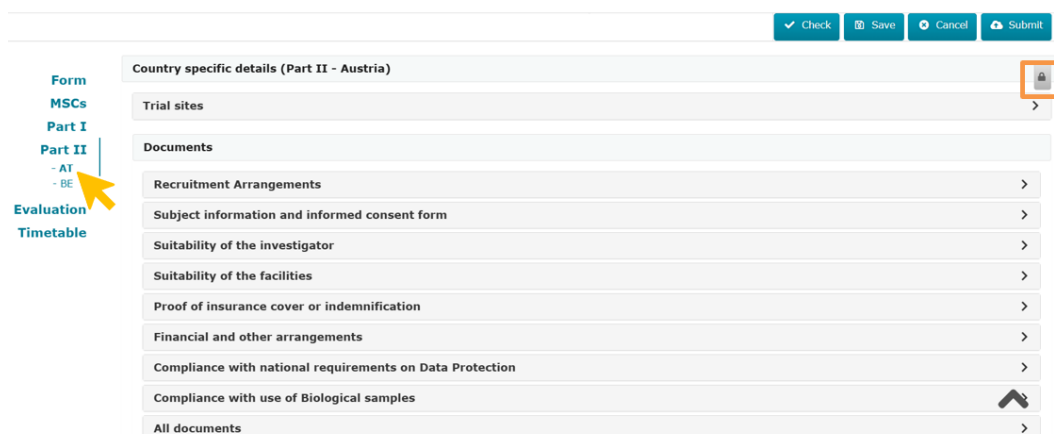 Check Save Cancel Submit
Country specific details (Part II - Austria)
Form
MSCs
Part I
Part II
- AT
- BE
Evaluation
Timetable
Trial sites
Documents
Recruitment Arrangements
Subject information and informed consent form
Suitability of the investigator
Suitability of the facilities
Proof of insurance cover or indemnification
Financial and other arrangements
Compliance with national requirements on Data Protection
Compliance with use of Biological samples
All documents